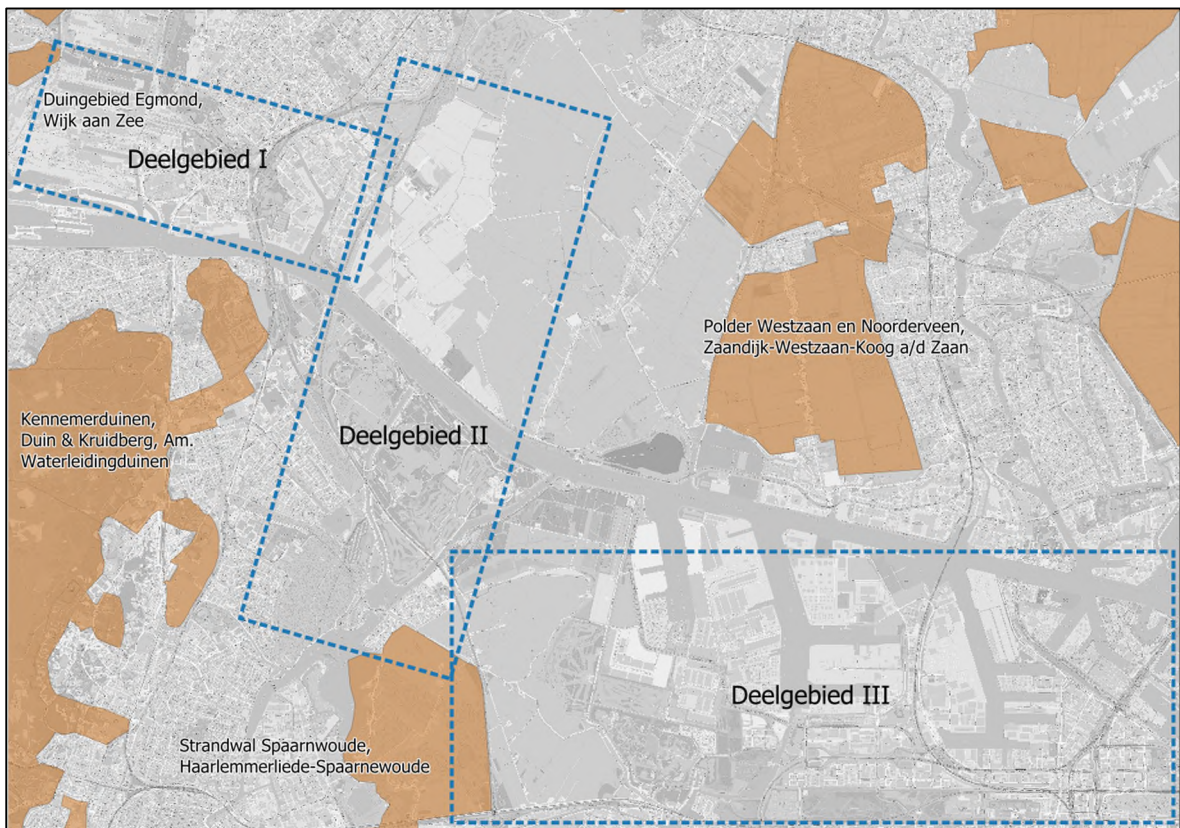 Duingebied Egmond,
Wijk aan Zee
Deelgebied I
Polder Westzaan en Noorderveen,
Zaandijk-Westzaan-Koog a/d Zaan
Kennemerduinen,
Duin & Kruidberg, Am.
Waterleidingduinen
Deelgebied II
Deelgebied III
Strandwal Spaarnwoude,
Haarlemmerliede-Spaarnewoude